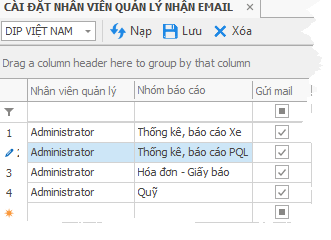 CÀI ĐẶT NHÂN VIÊN QUẢN LÝ NHẬN EMAIL
DIP VIỆT NAM Nạp Lưu Xóa
Drag a column header here to group by that column
Nhân viên quản lý Nhóm báo cáo Gửi mail
1 Administrator Thống kê, báo cáo Xe
Administrator Thống kê, báo cáo PQL
3 Administrator Hóa đơn - Giấy báo
4 Administrator Quỹ